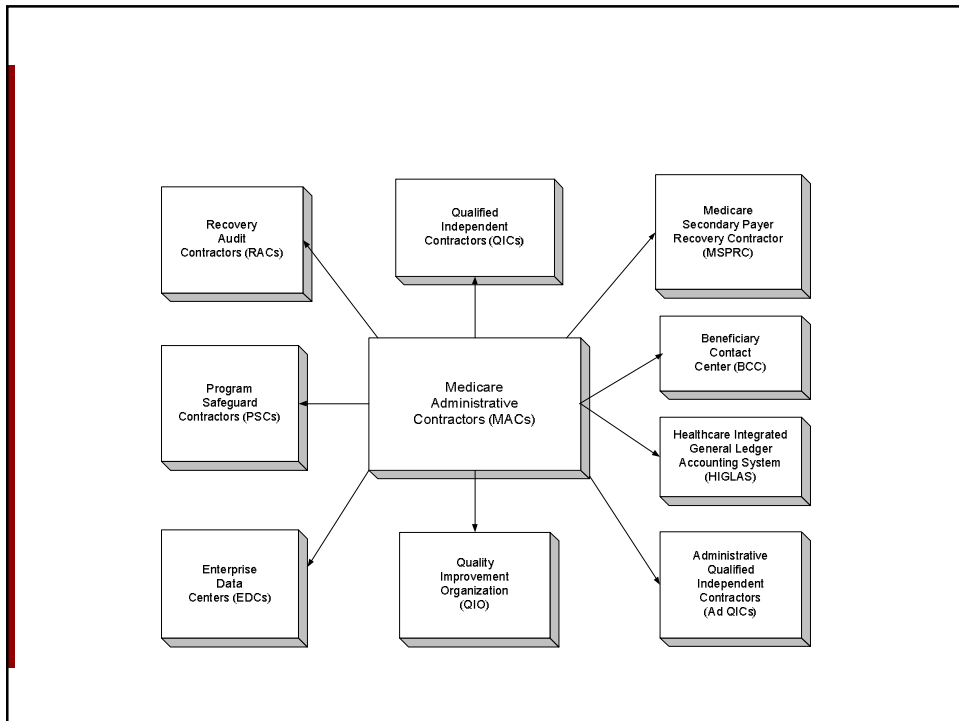 Recovery
Audit
Contractors (RACs)
Qualified
Independent
Contractors (QICs)
Medicare
Secondary Payer
Recovery Contractor
(MSPRC)
Program
Safeguard
Contractors (PSCs)
Medicare
Administrative
Contractors (MACs)
Beneficiary
Contact
Center (BCC)
Healthcare Integrated
General Ledger
Accounting System
(HIGLAS)
Enterprise
Data
Centers (EDCs)
Quality
Improvement
Organization
(QIO)
Administrative
Qualified
Independent
Contractors
(Ad QICs)